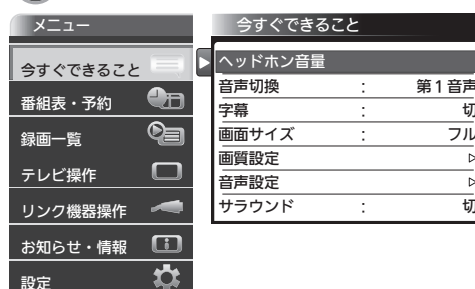 メニュー
今すぐできること
番組表・予約
録画一覧
テレビ操作
リンク機器操作
お知らせ・情報
設定
今すぐできること
ヘッドホン音量
音声切換 : 第1音声
字幕 : 切
画面サイズ : フル
画質設定
音声設定
サラウンド : 切